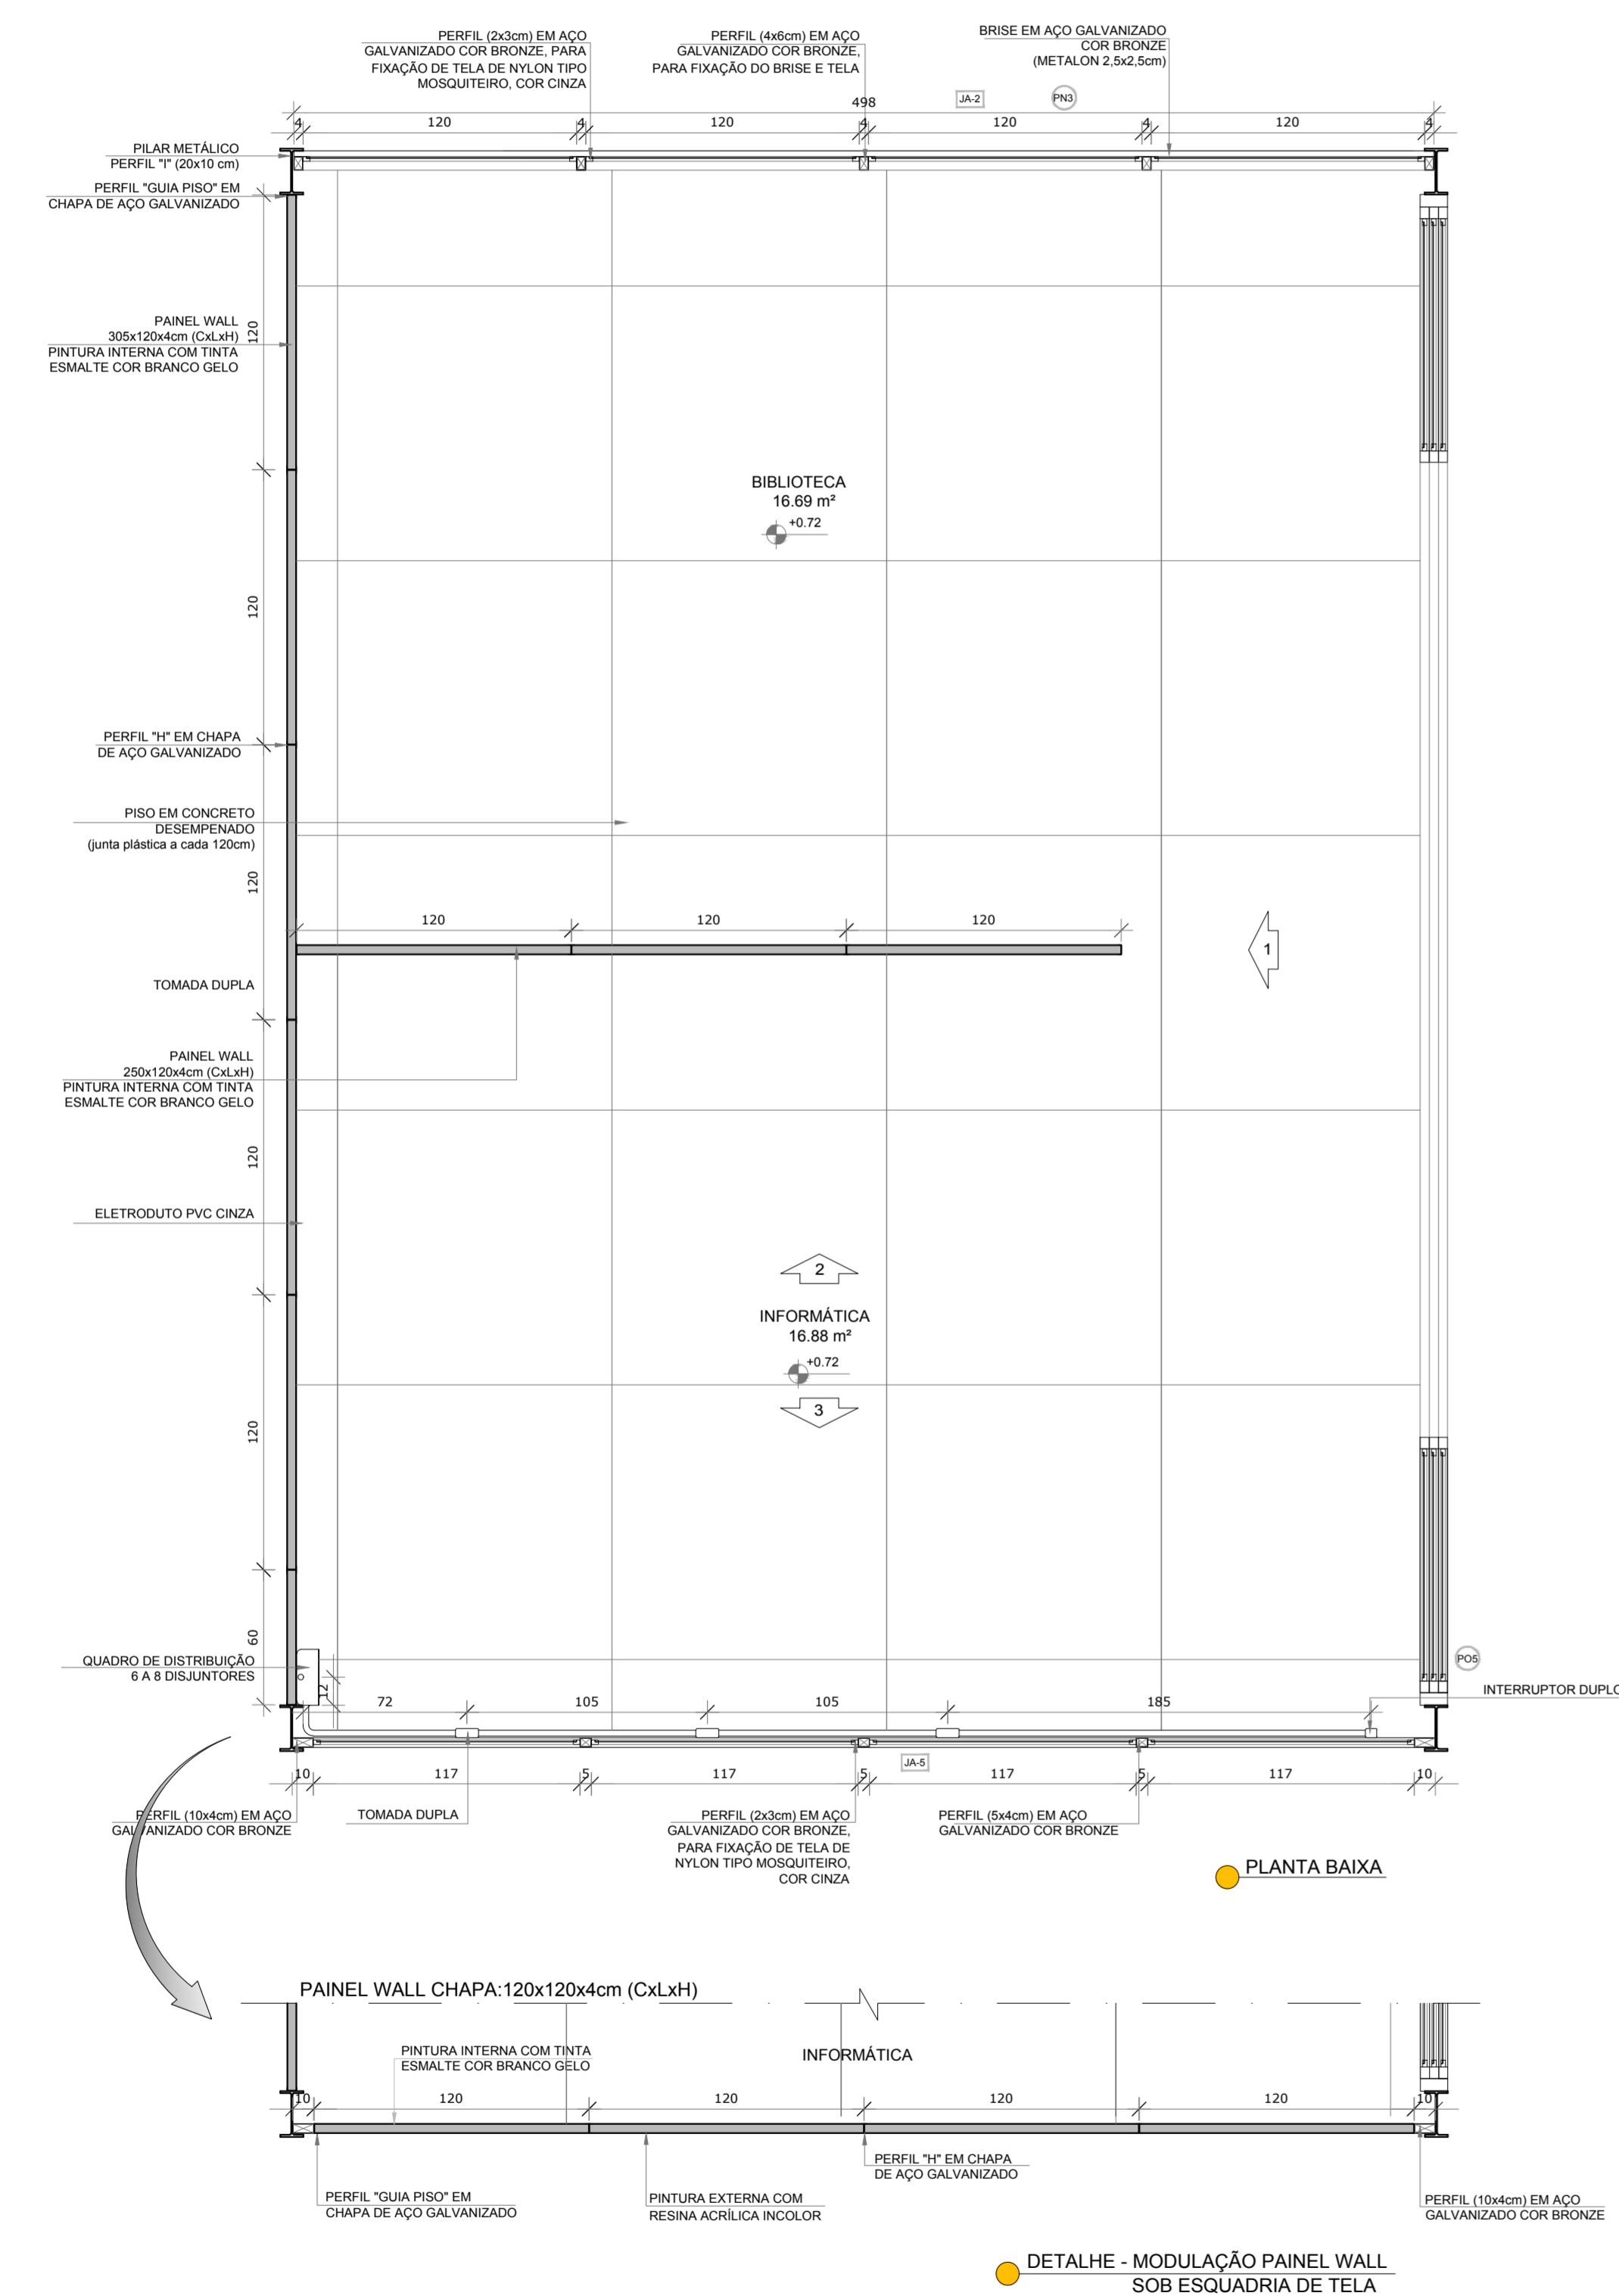 PERFIL (2x3cm) EM AÇO
GALVANIZADO COR BRONZE, PARA
FIXAÇÃO DE TELA DE NYLON TIPO
MOSQUITEIRO, COR CINZA
PERFIL (4x6cm) EM AÇO
GALVANIZADO COR BRONZE,
PARA FIXAÇÃO DO BRISE E TELA
BRISE EM AÇO GALVANIZADO
COR BRONZE
(METALON 2,5x2,5cm)
JA-2
PN3
498
4 120 4 120 4 120 4 120 4
PILAR METÁLICO
PERFIL "I" (20x10 cm)
PERFIL "GUIA PISO" EM
CHAPA DE AÇO GALVANIZADO
PAINEL WALL
305x120x4cm (CxLxH)
PINTURA INTERNA COM TINTA
ESMALTE COR BRANCO GELO
120
BIBLIOTECA
16.69 m²
+0.72
120
PERFIL "H" EM CHAPA
DE AÇO GALVANIZADO
PISO EM CONCRETO
DESEMPENADO
(junta plástica a cada 120cm)
120
120 120 120
1
TOMADA DUPLA
PAINEL WALL
250x120x4cm (CxLxH)
PINTURA INTERNA COM TINTA
ESMALTE COR BRANCO GELO
120
ELETRODUTO PVC CINZA
2
INFORMÁTICA
16.88 m²
+0.72
3
120
60
QUADRO DE DISTRIBUIÇÃO
6 A 8 DISJUNTORES
PO5
12
INTERRUPTOR DUPLO
72 105 105 185
JA-5
10 117 5 117 5 117 5 117 10
PERFIL (10x4cm) EM AÇO
GALVANIZADO COR BRONZE
TOMADA DUPLA
PERFIL (2x3cm) EM AÇO
GALVANIZADO COR BRONZE,
PARA FIXAÇÃO DE TELA DE
NYLON TIPO MOSQUITEIRO,
COR CINZA
PERFIL (5x4cm) EM AÇO
GALVANIZADO COR BRONZE
PLANTA BAIXA
PAINEL WALL CHAPA:120x120x4cm (CxLxH)
PINTURA INTERNA COM TINTA
ESMALTE COR BRANCO GELO
INFORMÁTICA
10 120 120 120 120 10
PERFIL "H" EM CHAPA
DE AÇO GALVANIZADO
PERFIL "GUIA PISO" EM
CHAPA DE AÇO GALVANIZADO
PINTURA EXTERNA COM
RESINA ACRÍLICA INCOLOR
PERFIL (10x4cm) EM AÇO
GALVANIZADO COR BRONZE
DETALHE - MODULAÇÃO PAINEL WALL
SOB ESQUADRIA DE TELA